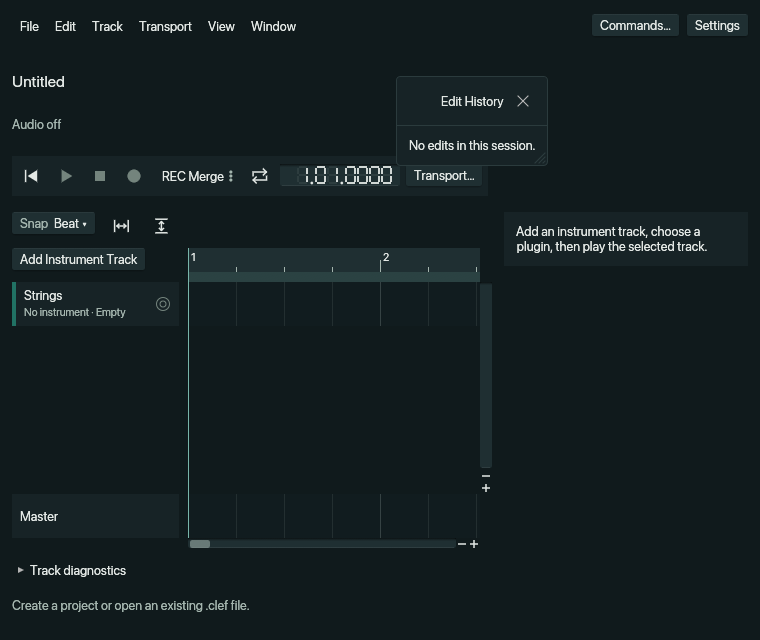 File Edit Track Transport View Window Commands... Settings
Untitled
Edit History
Audio off
No edits in this session.
REC Merge 1.01.0000 Transport...
Snap Beat
Add an instrument track, choose a
plugin, then play the selected track.
Add Instrument Track
1 2
Strings
No instrument · Empty
Master
Track diagnostics
Create a project or open an existing .clef file.